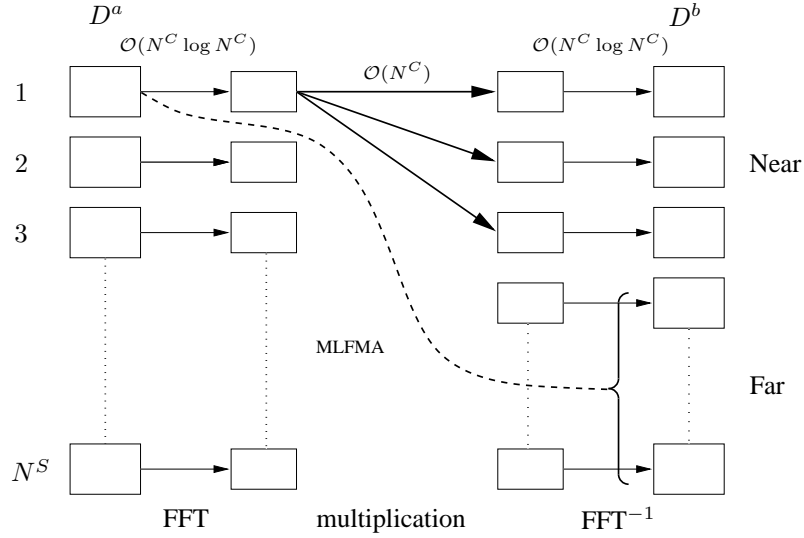 D^a D^b
𝒪(N^C log N^C) 𝒪(N^C log N^C)
𝒪(N^C)
1
2 Near
3
MLFMA
Far
N^S
FFT multiplication FFT^−1